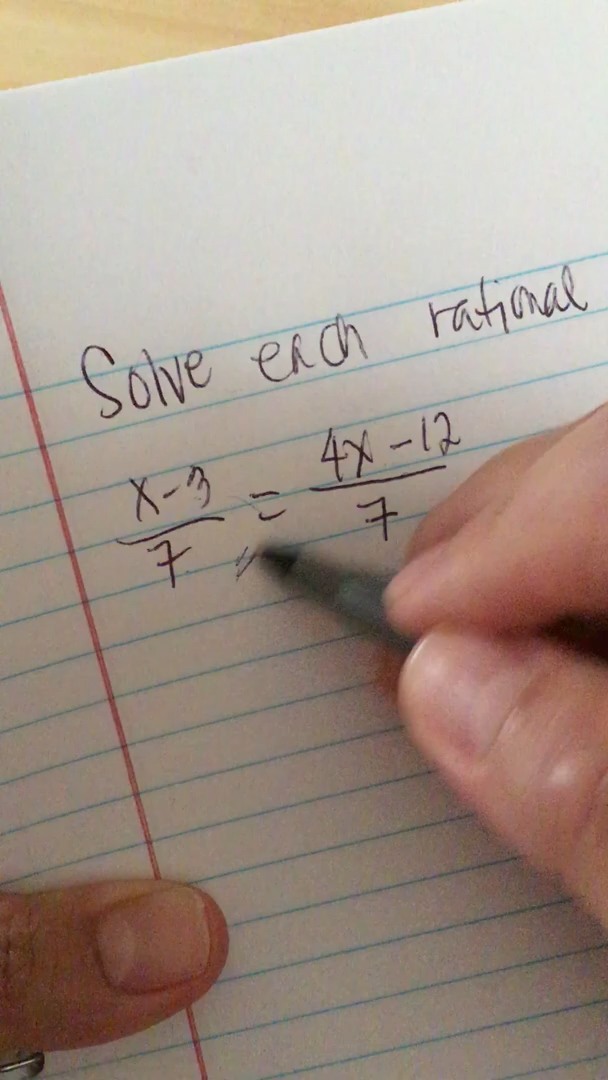 Solve each rational
x-3/7 = 4x-12/7